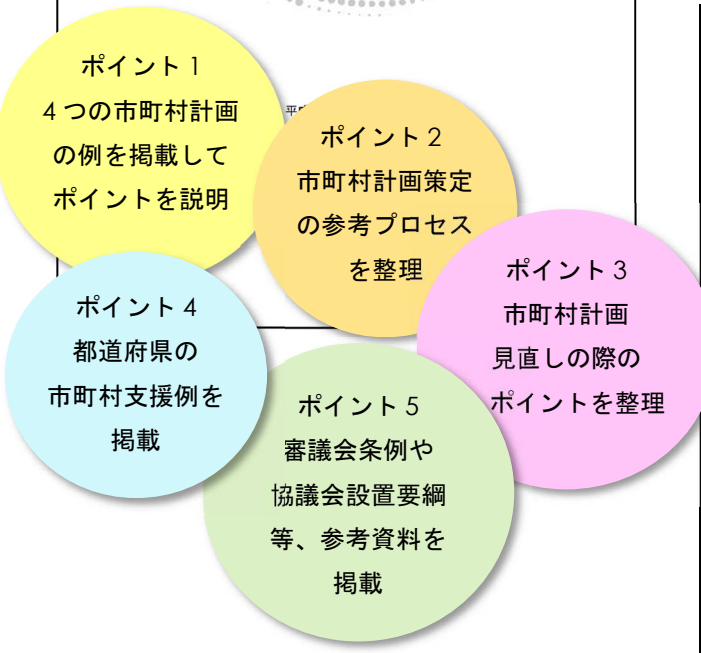 ポイント 1
4 つの市町村計画
の例を掲載して
ポイントを説明
ポイント 2
市町村計画策定
の参考プロセス
を整理
ポイント 3
市町村計画
見直しの際の
ポイントを整理
ポイント 4
都道府県の
市町村支援例を
掲載
ポイント 5
審議会条例や
協議会設置要綱
等、参考資料を
掲載